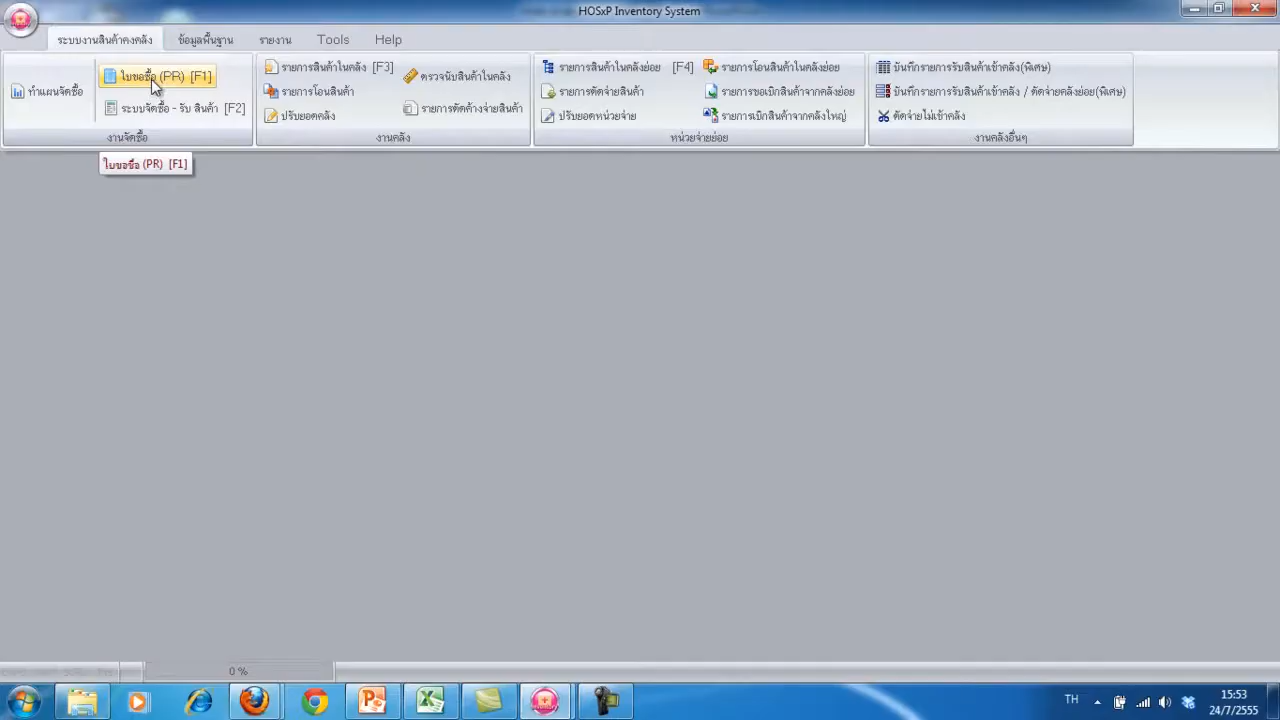 HOSxP Inventory System
ระบบงานสินค้าคงคลัง ข้อมูลพื้นฐาน รายงาน Tools Help
ทำแผนจัดซื้อ
ใบขอซื้อ (PR) [F1]
ระบบจัดซื้อ - รับ สินค้า [F2]
งานจัดซื้อ
รายการสินค้าในคลัง [F3]
รายการโอนสินค้า
ปรับยอดคลัง
ตรวจนับสินค้าในคลัง
รายการตัดค้างจ่ายสินค้า
งานคลัง
รายการสินค้าในคลังย่อย [F4]
รายการตัดจ่ายสินค้า
ปรับยอดหน่วยจ่าย
รายการโอนสินค้าในคลังย่อย
รายการขอเบิกสินค้าจากคลังย่อย
รายการเบิกสินค้าจากคลังใหญ่
หน่วยจ่ายย่อย
บันทึกรายการรับสินค้าเข้าคลัง(พิเศษ)
บันทึกรายการรับสินค้าเข้าคลัง / ตัดจ่ายคลังย่อย(พิเศษ)
ตัดจ่ายไม่เข้าคลัง
งานคลังอื่นๆ
ใบขอซื้อ (PR) [F1]
0 %
TH
15:53
24/7/2555